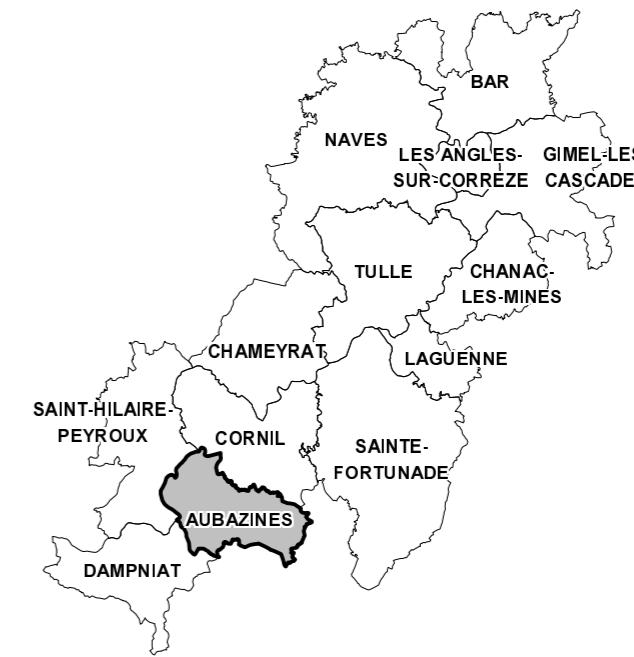 BAR
NAVES
LES ANGLES-
SUR-CORRÈZE
GIMEL-LES
CASCADE
TULLE
CHANAC-
LES-MINES
CHAMEYRAT
LAGUENNE
SAINT-HILAIRE-
PEYROUX
CORNIL
SAINTE-
FORTUNADE
AUBAZINES
DAMPNIAT